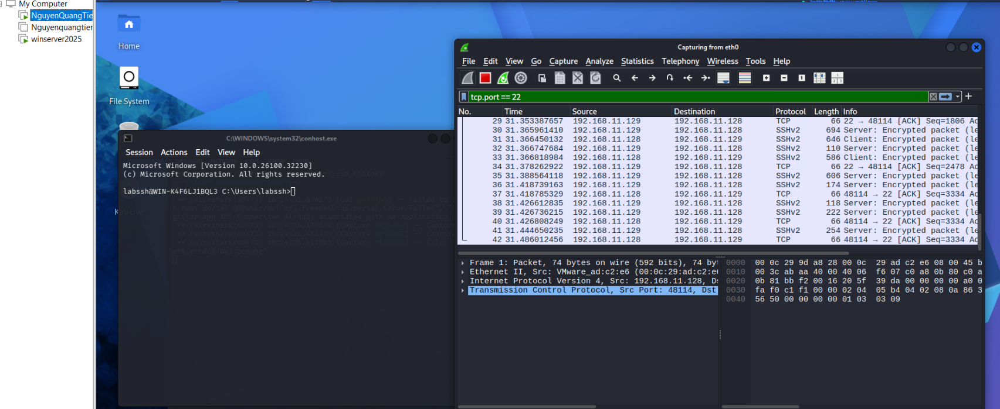 My Computer
NguyenQuangTie
Nguyenquangtier
winserver2025
Home
File System
C:\WINDOWS\system32\conhost.exe
Session Actions Edit View Help
Microsoft Windows [Version 10.0.26100.32230]
(c) Microsoft Corporation. All rights reserved.
labssh@WIN-K4F6LJ1BQL3 C:\Users\labssh>
Capturing from eth0
File Edit View Go Capture Analyze Statistics Telephony Wireless Tools Help
tcp.port == 22
No. Time Source Destination Protocol Length Info
29 31.353387657 192.168.11.129 192.168.11.128 TCP 66 22 → 48114 [ACK] Seq=1806 Ac
30 31.365961410 192.168.11.129 192.168.11.128 SSHv2 694 Server: Encrypted packet (le
31 31.366450132 192.168.11.128 192.168.11.129 SSHv2 646 Client: Encrypted packet (le
32 31.366747684 192.168.11.129 192.168.11.128 SSHv2 110 Server: Encrypted packet (le
33 31.366818984 192.168.11.128 192.168.11.129 SSHv2 586 Client: Encrypted packet (le
34 31.378262922 192.168.11.129 192.168.11.128 TCP 66 22 → 48114 [ACK] Seq=2478 Ac
35 31.388564118 192.168.11.129 192.168.11.128 SSHv2 606 Server: Encrypted packet (le
36 31.418739163 192.168.11.129 192.168.11.128 SSHv2 174 Server: Encrypted packet (le
37 31.418785329 192.168.11.128 192.168.11.129 TCP 66 48114 → 22 [ACK] Seq=3334 Ac
38 31.426612835 192.168.11.129 192.168.11.128 SSHv2 118 Server: Encrypted packet (le
39 31.426736215 192.168.11.129 192.168.11.128 SSHv2 222 Server: Encrypted packet (le
40 31.426808249 192.168.11.128 192.168.11.129 TCP 66 48114 → 22 [ACK] Seq=3334 Ac
41 31.444650235 192.168.11.129 192.168.11.128 SSHv2 254 Server: Encrypted packet (le
42 31.486012456 192.168.11.128 192.168.11.129 TCP 66 48114 → 22 [ACK] Seq=3334 Ac
Frame 1: Packet, 74 bytes on wire (592 bits), 74 byt
Ethernet II, Src: VMware_ad:c2:e6 (00:0c:29:ad:c2:e6
Internet Protocol Version 4, Src: 192.168.11.128, Ds
Transmission Control Protocol, Src Port: 48114, Dst
0000 00 0c 29 9d a8 28 00 0c 29 ad c2 e6 08 00 45 b
0010 00 3c ab aa 40 00 40 06 f6 07 c0 a8 0b 80 c0 a
0020 0b 81 bb f2 00 16 20 5f 39 da 00 00 00 00 a0 0
0030 fa f0 c1 f1 00 00 02 04 05 b4 04 02 08 0a 86 3
0040 56 50 00 00 00 00 01 03 03 09